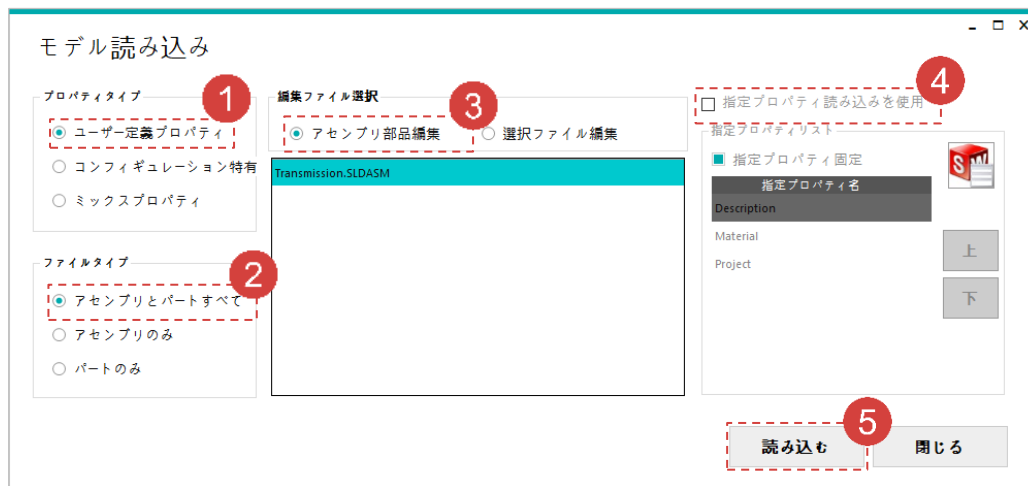 モデル読み込み
プロパティタイプ
1
ユーザー定義プロパティ
コンフィギュレーション特有
ミックスプロパティ
ファイルタイプ
2
アセンブリとパートすべて
アセンブリのみ
パートのみ
編集ファイル選択
3
アセンブリ部品編集
選択ファイル編集
Transmission.SLDASM
4
指定プロパティ読み込みを使用
指定プロパティリスト
指定プロパティ固定
SW
指定プロパティ名
Description
Material
Project
上
下
5
読み込む
閉じる